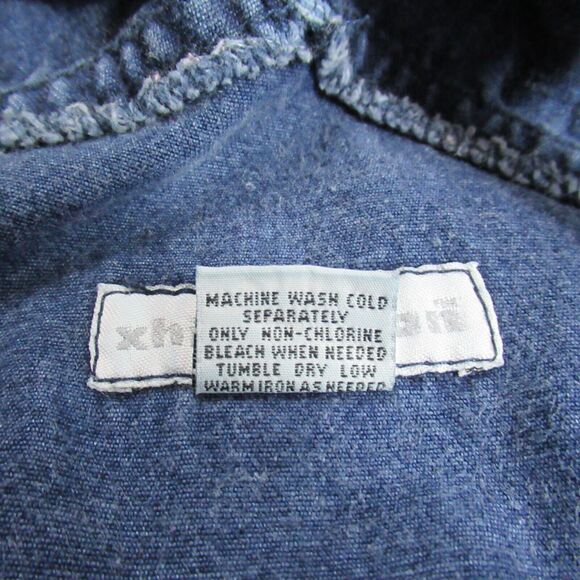 MACHINE WASH COLD
SEPARATELY
ONLY NON-CHLORINE
BLEACH WHEN NEEDED
TUMBLE DRY LOW
WARM IRON AS NEEDED